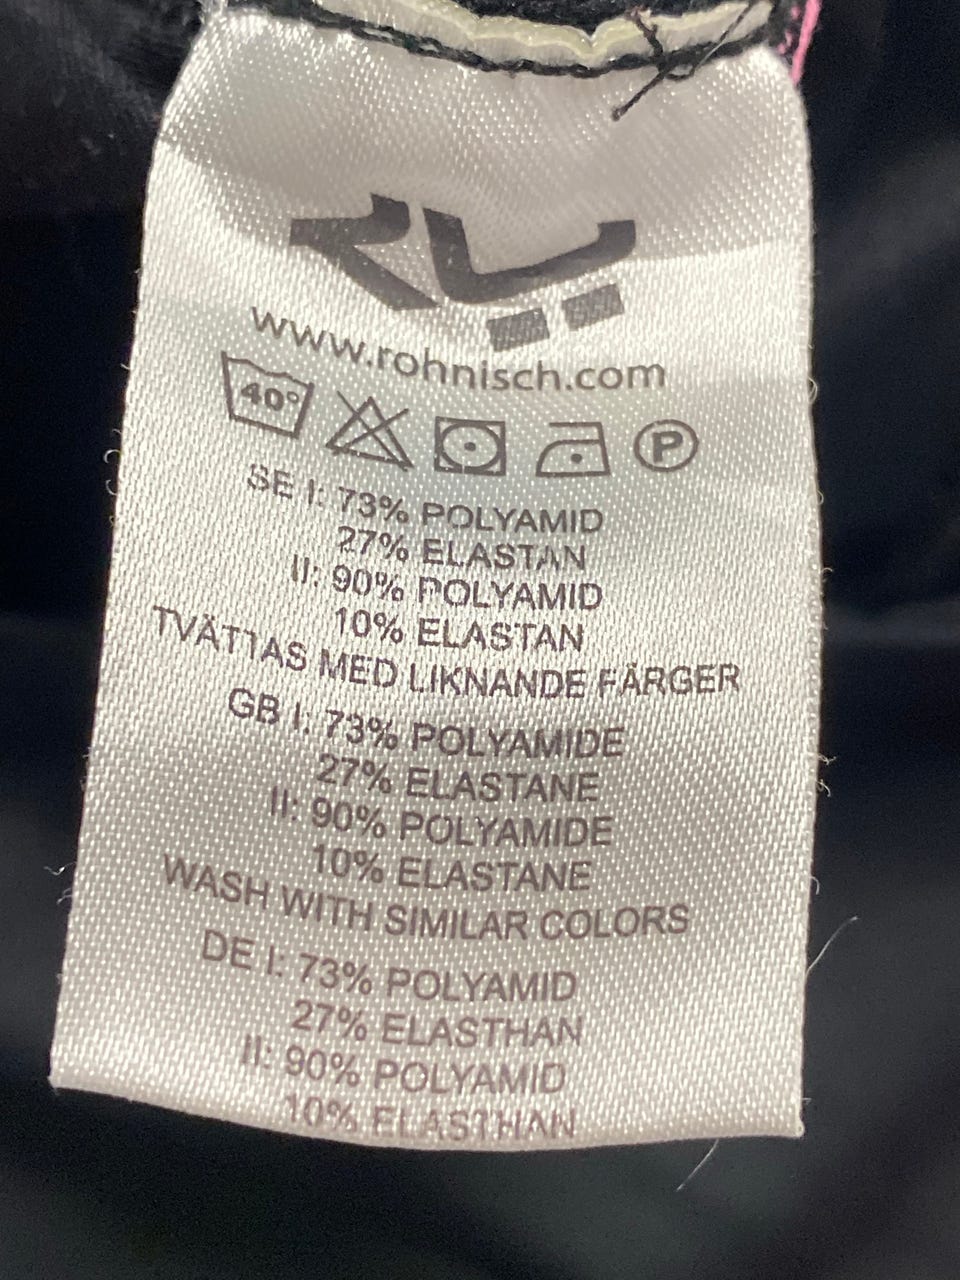 www.rohnisch.com
40°
P
SE I: 73% POLYAMID
27% ELASTAN
II: 90% POLYAMID
10% ELASTAN
TVÄTTAS MED LIKNANDE FÄRGER
GB I: 73% POLYAMIDE
27% ELASTANE
II: 90% POLYAMIDE
10% ELASTANE
WASH WITH SIMILAR COLORS
DE I: 73% POLYAMID
27% ELASTHAN
II: 90% POLYAMID
10% ELASTHAN